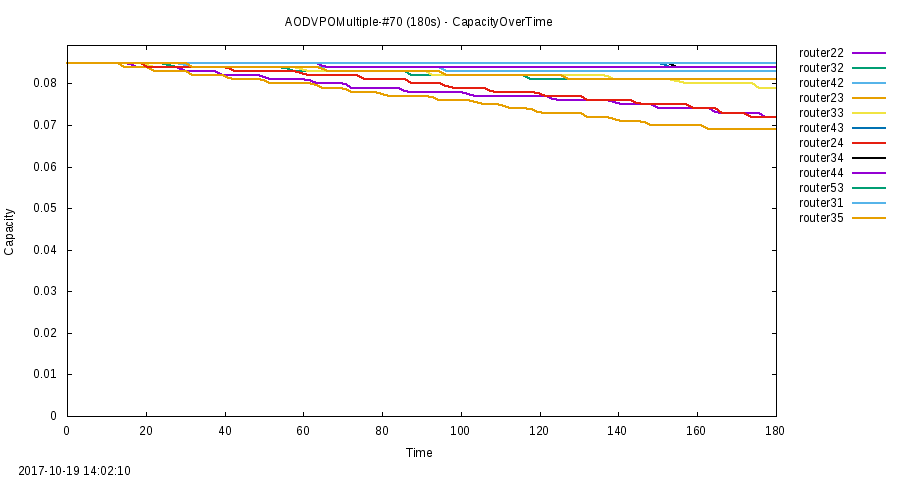 AODVPOMultiple-#70 (180s) - CapacityOverTime
router22
router32
router42
router23
router33
router43
router24
router34
router44
router53
router31
router35
0.08
0.07
0.06
0.05
0.04
0.03
0.02
0.01
0
Capacity
0 20 40 60 80 100 120 140 160 180
Time
2017-10-19 14:02:10